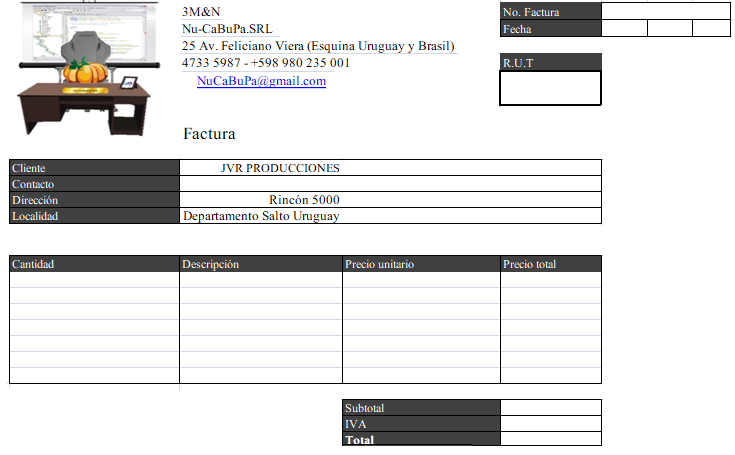 3M&N
Nu-CaBuPa.SRL
25 Av. Feliciano Viera (Esquina Uruguay y Brasil)
4733 5987 - +598 980 235 001
NuCaBuPa@gmail.com
No. Factura
Fecha
R.U.T
Factura
Cliente JVR PRODUCCIONES
Contacto
Dirección Rincón 5000
Localidad Departamento Salto Uruguay
Cantidad Descripción Precio unitario Precio total
Subtotal
IVA
Total